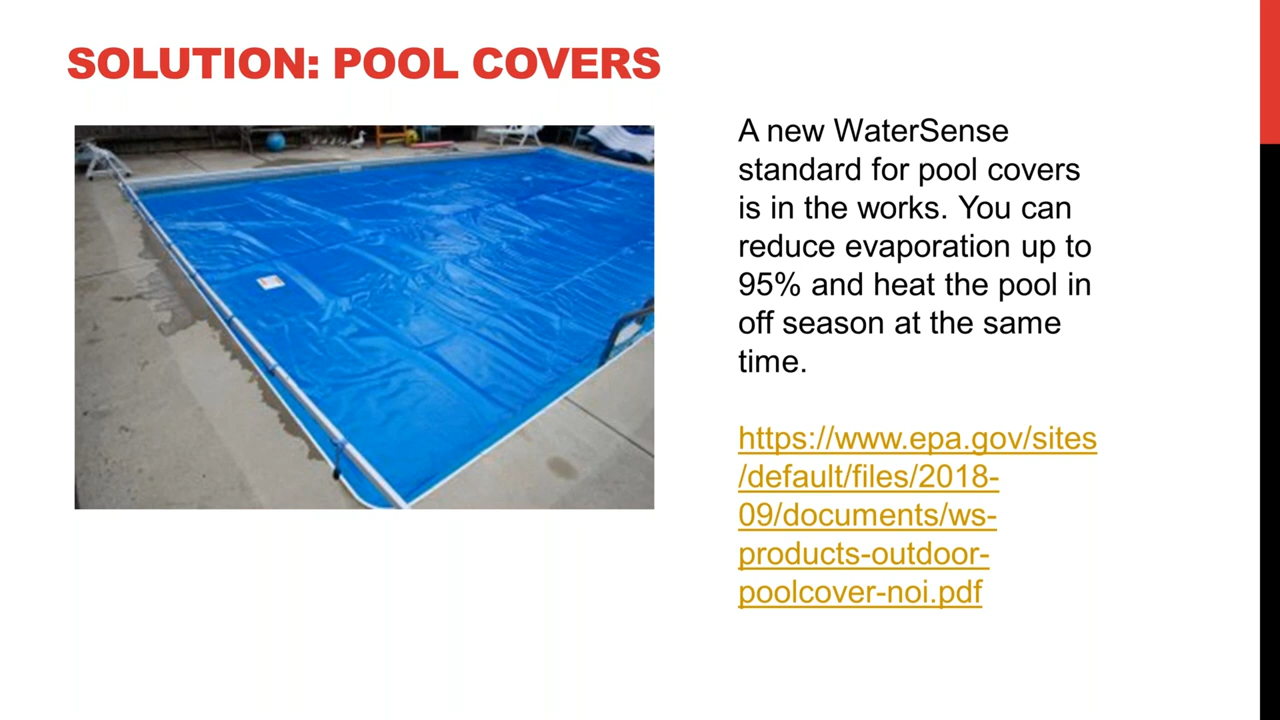 SOLUTION: POOL COVERS
A new WaterSense
standard for pool covers
is in the works. You can
reduce evaporation up to
95% and heat the pool in
off season at the same
time.
https://www.epa.gov/sites
/default/files/2018-
09/documents/ws-
products-outdoor-
poolcover-noi.pdf